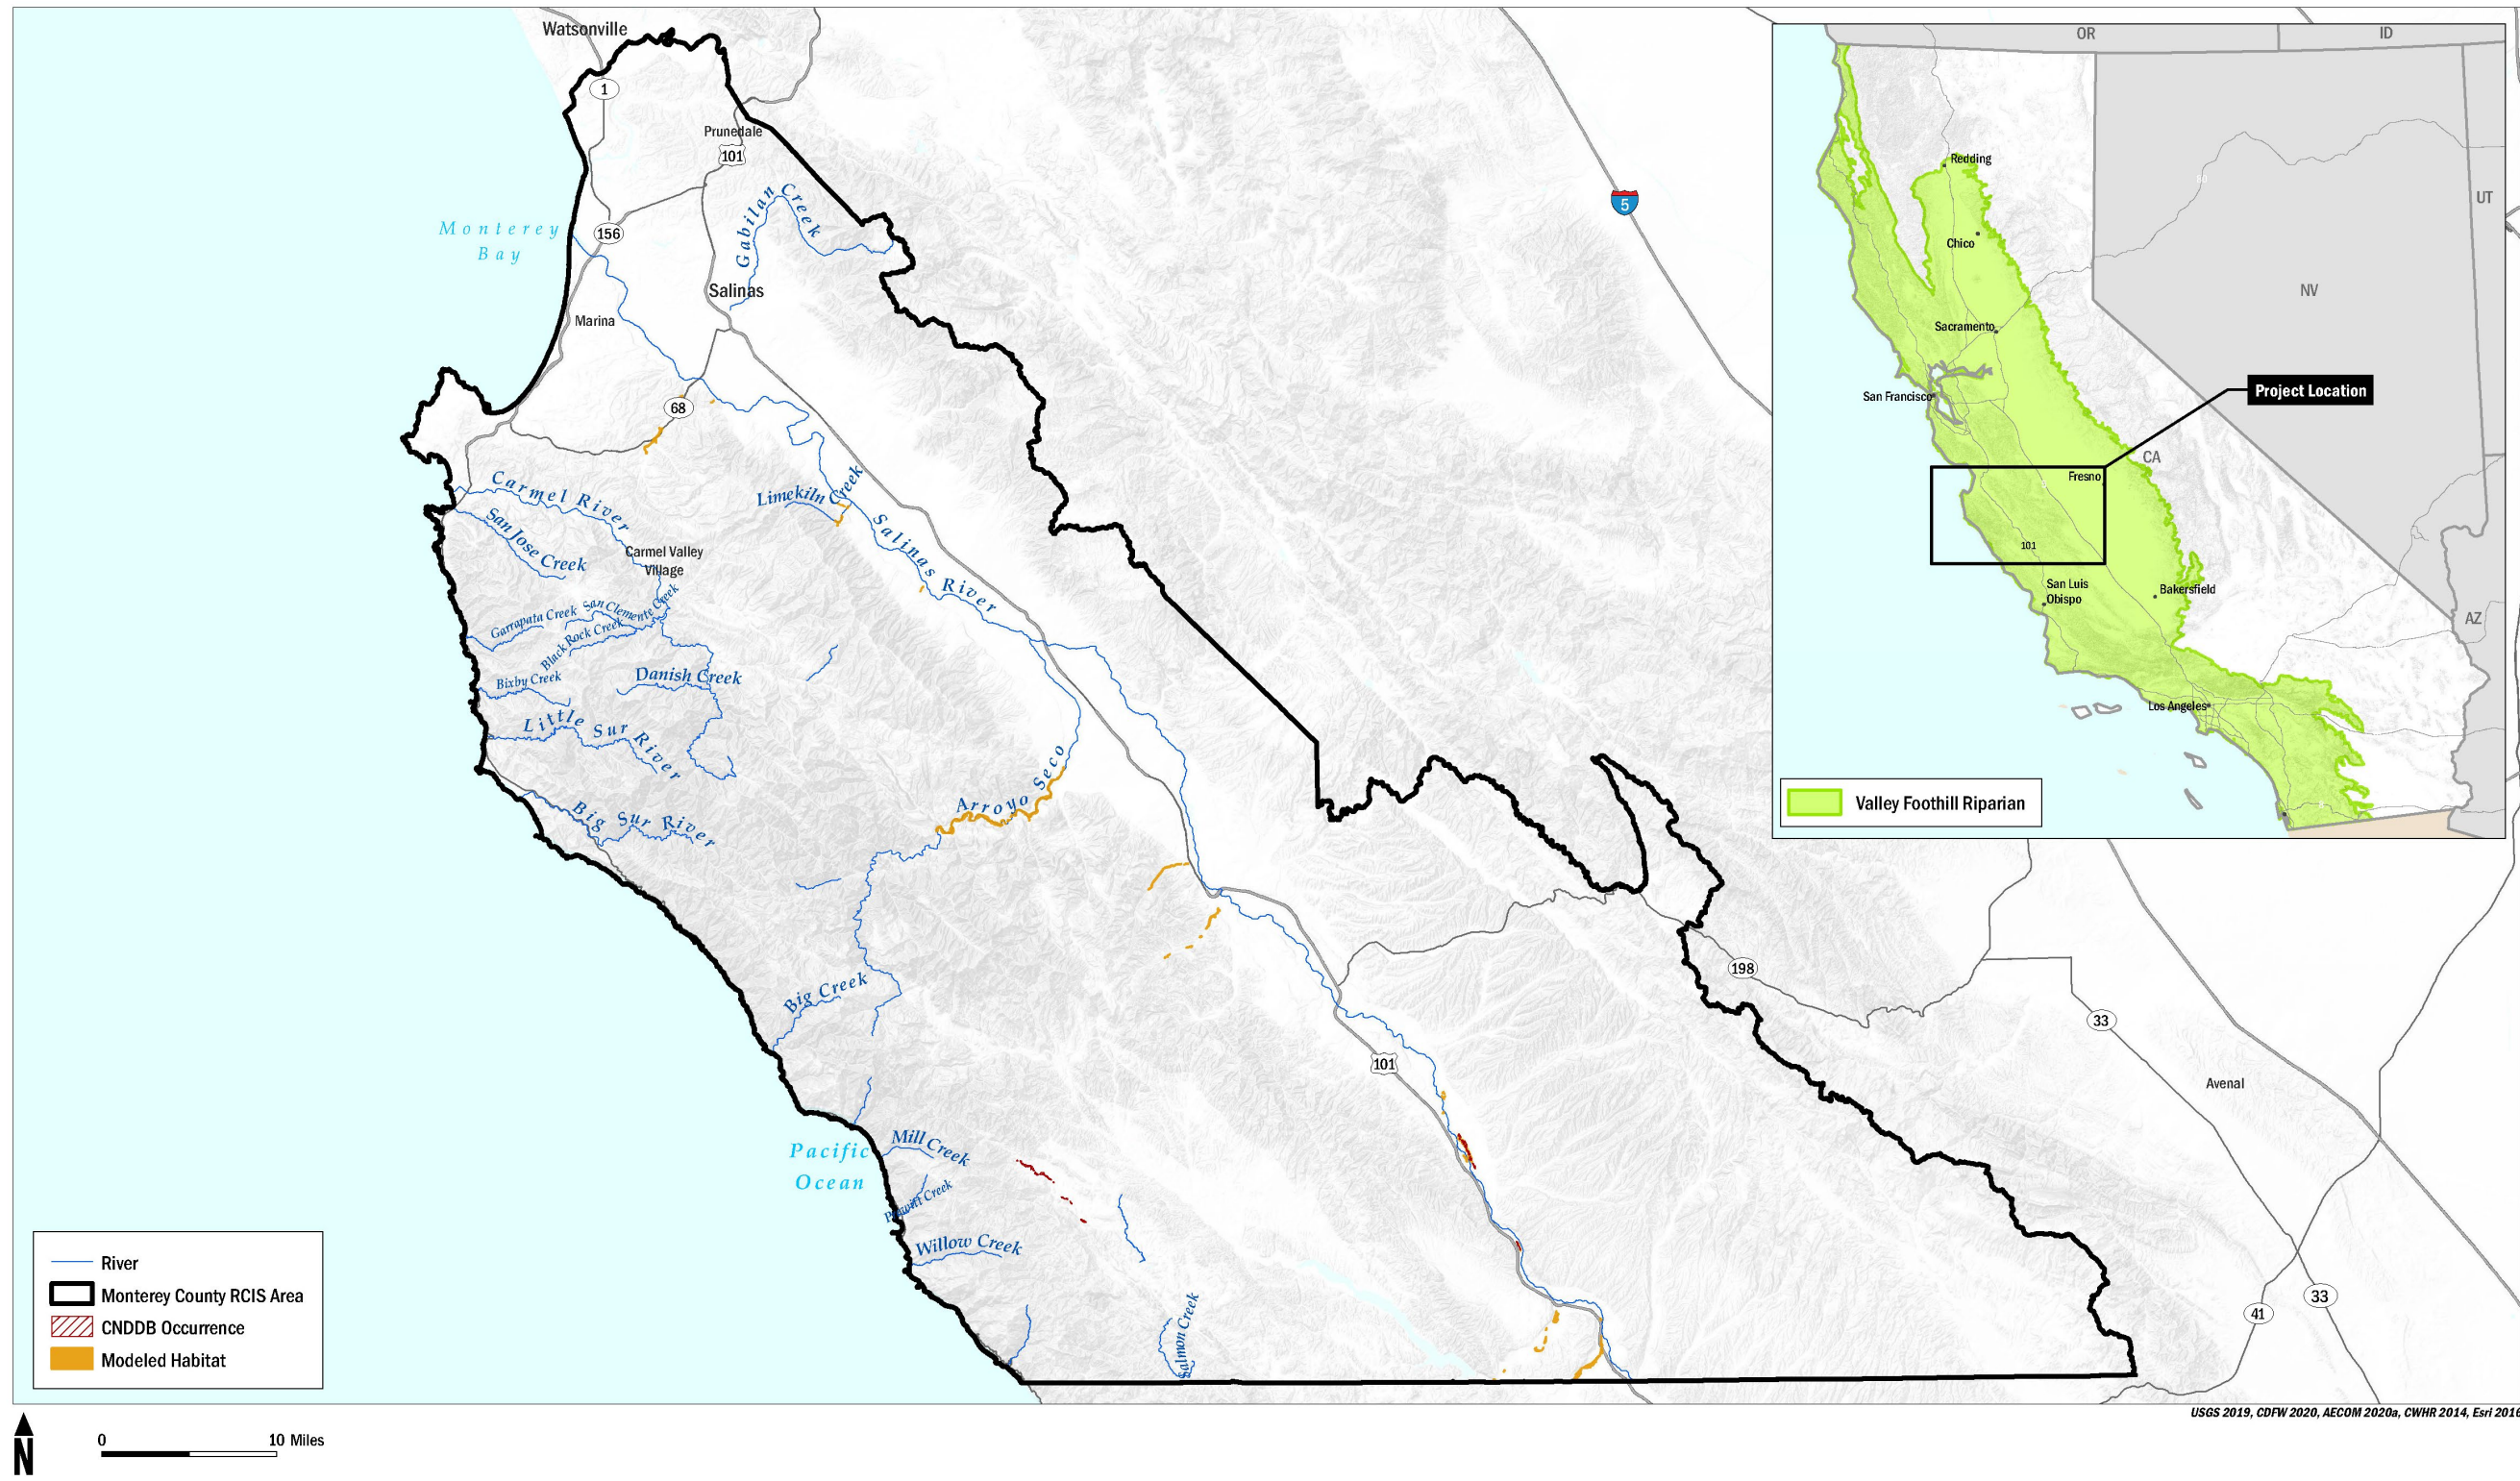 Watsonville
1
Prunedale
101
Gabilan Creek
Monterey
Bay
156
Salinas
Marina
68
5
Carmel River
San Jose Creek
Limekiln Creek
Salinas River
Carmel Valley
Village
Garrapata Creek
San Clemente Creek
Black Rock Creek
Bixby Creek
Danish Creek
Little Sur River
Big Sur River
Arroyo Seco
Big Creek
101
198
33
Avenal
Pacific
Ocean
Mill Creek
Prewitt Creek
Willow Creek
Salmon Creek
41
33
OR
ID
UT
NV
AZ
CA
80
Redding
Chico
Sacramento
San Francisco
Project Location
Fresno
5
101
San Luis
Obispo
Bakersfield
Los Angeles
8
Valley Foothill Riparian
River
Monterey County RCIS Area
CNDDB Occurrence
Modeled Habitat
N
0
10 Miles
USGS 2019, CDFW 2020, AECOM 2020a, CWHR 2014, Esri 2016